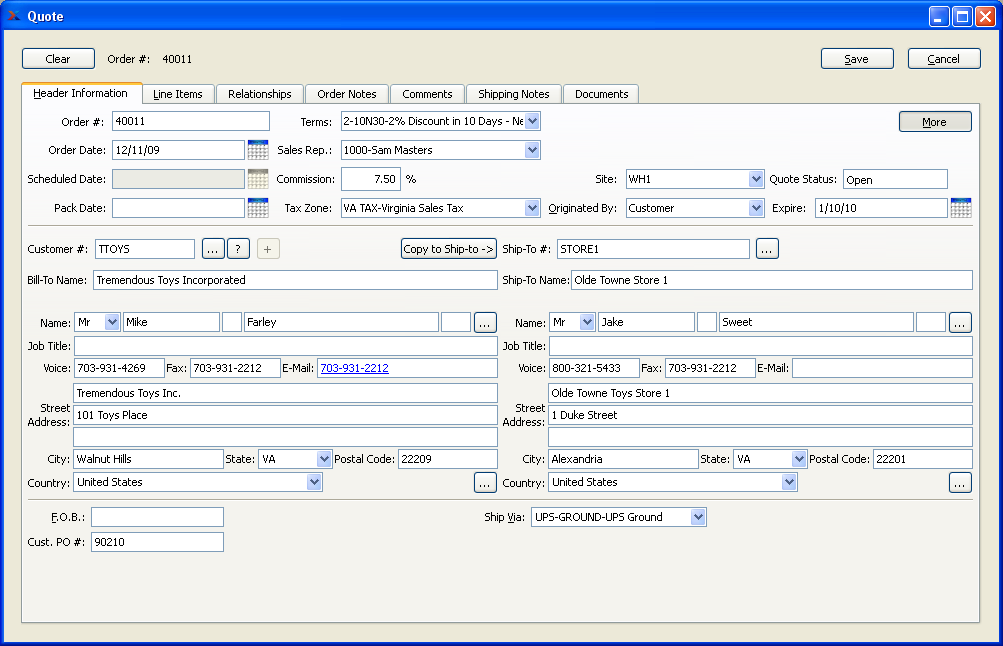 Quote
Clear Order #: 40011 Save Cancel
Header Information Line Items Relationships Order Notes Comments Shipping Notes Documents
Order #: 40011 Terms: 2-10N30-2% Discount in 10 Days - Ne More
Order Date: 12/11/09 Sales Rep.: 1000-Sam Masters
Scheduled Date: Commission: 7.50 % Site: WH1 Quote Status: Open
Pack Date: Tax Zone: VA TAX-Virginia Sales Tax Originated By: Customer Expire: 1/10/10
Customer #: TTOYS ... ? + Copy to Ship-to -> Ship-To #: STORE1 ...
Bill-To Name: Tremendous Toys Incorporated Ship-To Name: Olde Towne Store 1
Name: Mr Mike Farley ... Name: Mr Jake Sweet ...
Job Title: Job Title:
Voice: 703-931-4269 Fax: 703-931-2212 E-Mail: 703-931-2212 Voice: 800-321-5433 Fax: 703-931-2212 E-Mail:
Tremendous Toys Inc. Olde Towne Toys Store 1
Street Address: 101 Toys Place Street Address: 1 Duke Street
City: Walnut Hills State: VA Postal Code: 22209 City: Alexandria State: VA Postal Code: 22201
Country: United States ... Country: United States ...
F.O.B.: Ship Via: UPS-GROUND-UPS Ground
Cust. PO #: 90210